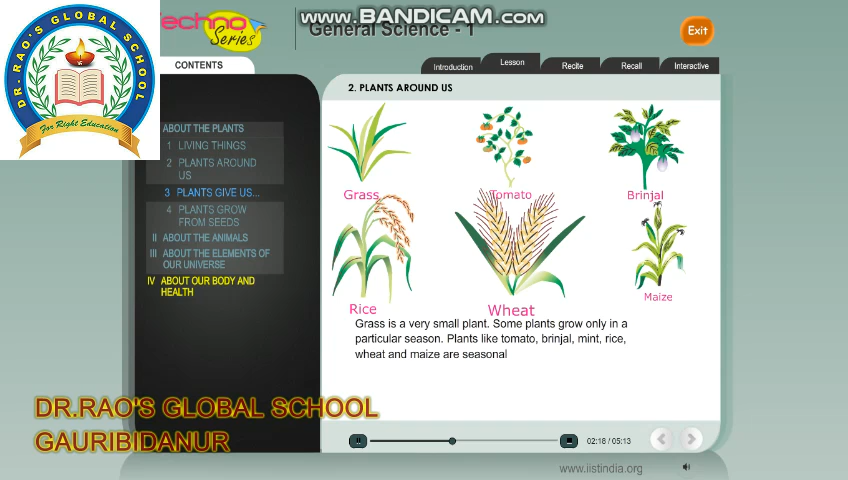 www.BANDICAM.com
DR. RAO'S GLOBAL SCHOOL
For Right Education
Techno
Series
General Science - 1
Exit
CONTENTS
Introduction
Lesson
Recite
Recall
Interactive
2. PLANTS AROUND US
ABOUT THE PLANTS
1 LIVING THINGS
2 PLANTS AROUND
US
3 PLANTS GIVE US...
4 PLANTS GROW
FROM SEEDS
II ABOUT THE ANIMALS
III ABOUT THE ELEMENTS OF
OUR UNIVERSE
IV ABOUT OUR BODY AND
HEALTH
Grass
Tomato
Brinjal
Rice
Wheat
Maize
Grass is a very small plant. Some plants grow only in a
particular season. Plants like tomato, brinjal, mint, rice,
wheat and maize are seasonal
DR.RAO'S GLOBAL SCHOOL
GAURIBIDANUR
02:18 / 05:13
www.iistindia.org